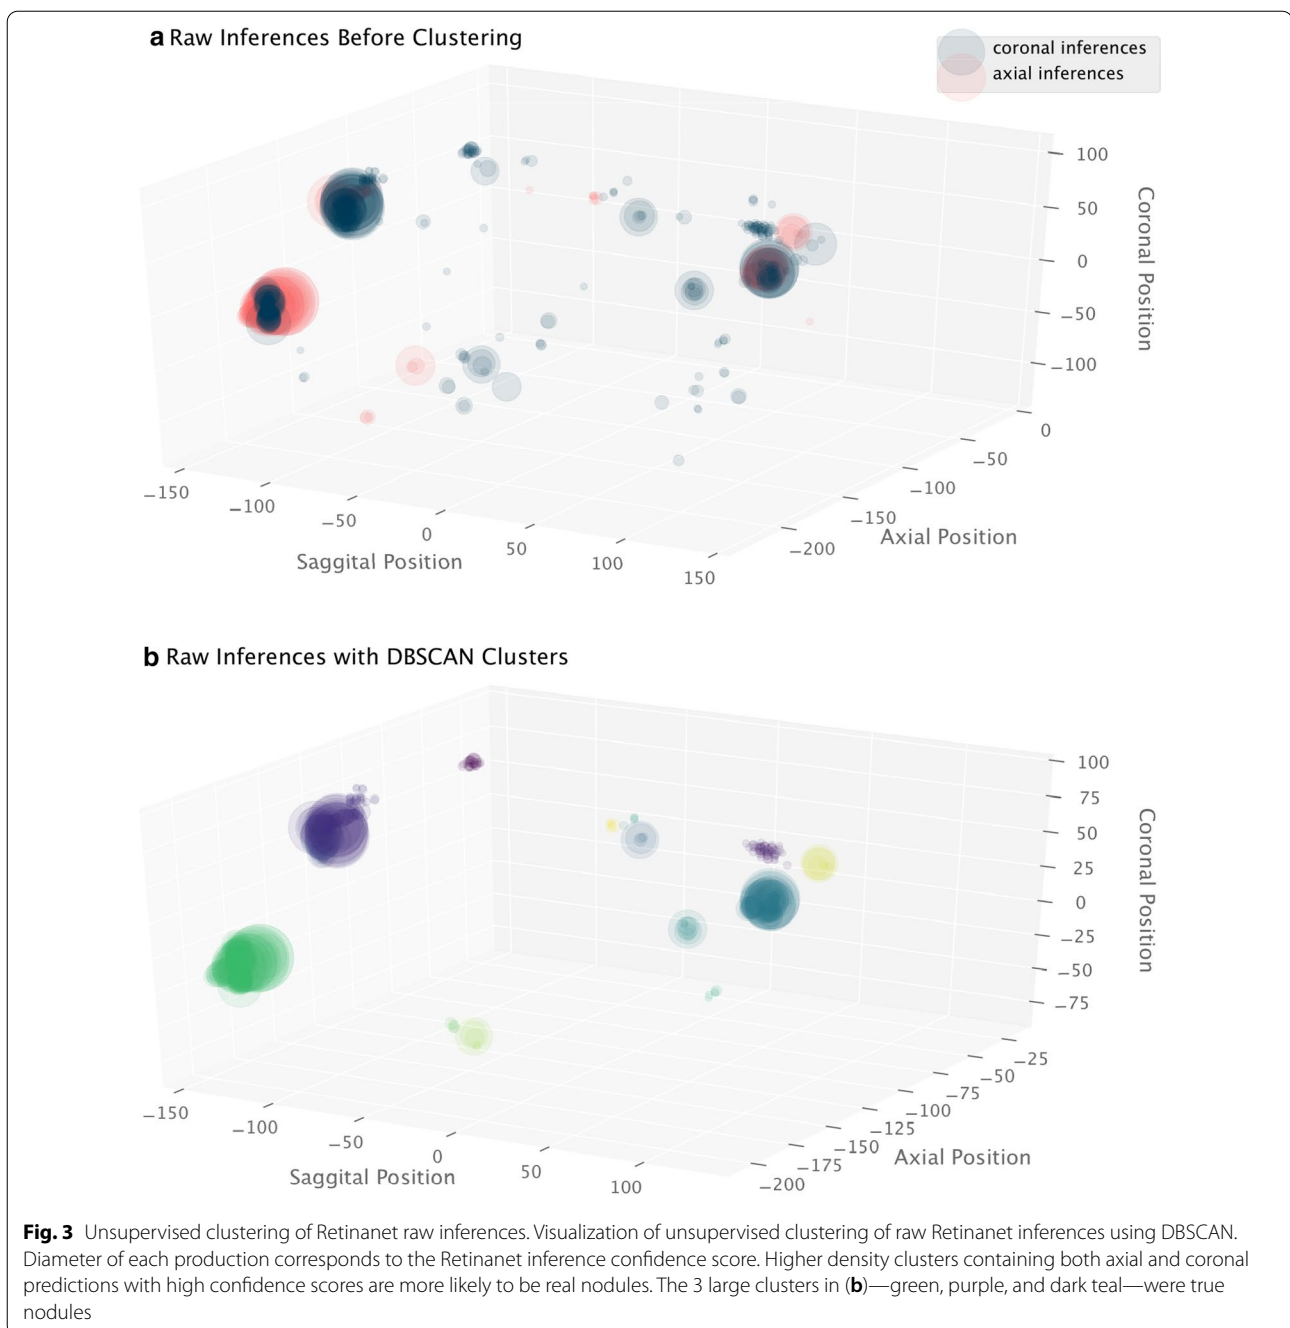 a Raw Inferences Before Clustering
coronal inferences
axial inferences
100
50
0
−50
−100
Coronal Position
0
−50
−100
−150
−200
Axial Position
−150
−100
−50
0
50
100
150
Saggital Position
b Raw Inferences with DBSCAN Clusters
100
75
50
25
0
−25
−50
−75
Coronal Position
−25
−50
−75
−100
−125
−150
−175
−200
Axial Position
−150
−100
−50
0
50
100
Saggital Position
Fig. 3 Unsupervised clustering of Retinanet raw inferences. Visualization of unsupervised clustering of raw Retinanet inferences using DBSCAN.
Diameter of each production corresponds to the Retinanet inference confidence score. Higher density clusters containing both axial and coronal
predictions with high confidence scores are more likely to be real nodules. The 3 large clusters in (b)—green, purple, and dark teal—were true
nodules